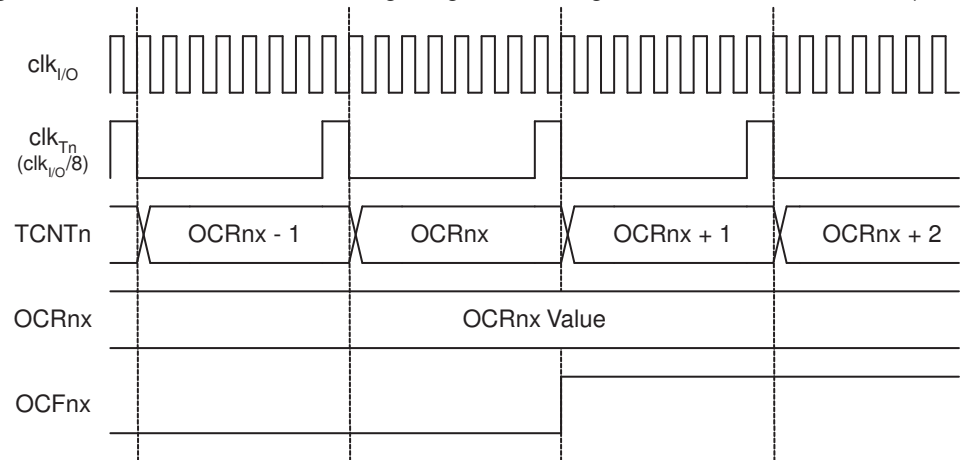 clkI/O
clkTn
(clkI/O/8)
TCNTn
OCRnx - 1
OCRnx
OCRnx + 1
OCRnx + 2
OCRnx
OCRnx Value
OCFnx